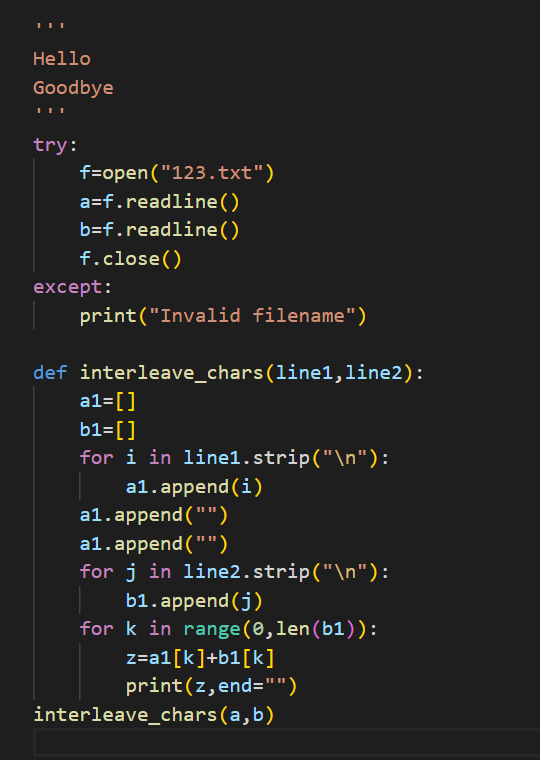 '''
Hello
Goodbye
'''
try:
    f=open("123.txt")
    a=f.readline()
    b=f.readline()
    f.close()
except:
    print("Invalid filename")

def interleave_chars(line1,line2):
    a1=[]
    b1=[]
    for i in line1.strip("\n"):
        a1.append(i)
    a1.append("")
    a1.append("")
    for j in line2.strip("\n"):
        b1.append(j)
    for k in range(0,len(b1)):
        z=a1[k]+b1[k]
        print(z,end="")
interleave_chars(a,b)